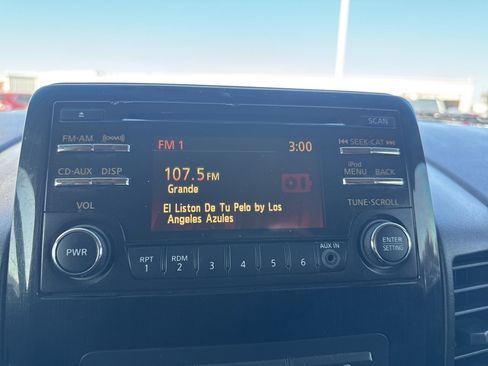 SCAN
FM·AM
SEEK·CAT
CD·AUX DISP
iPod
MENU BACK
FM 1 3:00
107.5 FM
Grande
El Liston De Tu Pelo by Los
Angeles Azules
VOL
TUNE·SCROLL
PWR
ENTER
SETTING
AUX IN
RPT
1
RDM
2
3
4
5
6